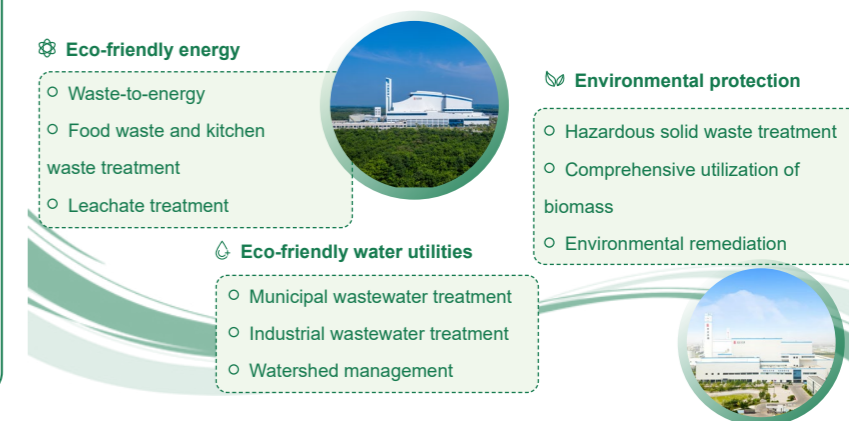 Eco-friendly energy
Waste-to-energy
Food waste and kitchen
waste treatment
Leachate treatment
Environmental protection
Hazardous solid waste treatment
Comprehensive utilization of
biomass
Environmental remediation
Eco-friendly water utilities
Municipal wastewater treatment
Industrial wastewater treatment
Watershed management